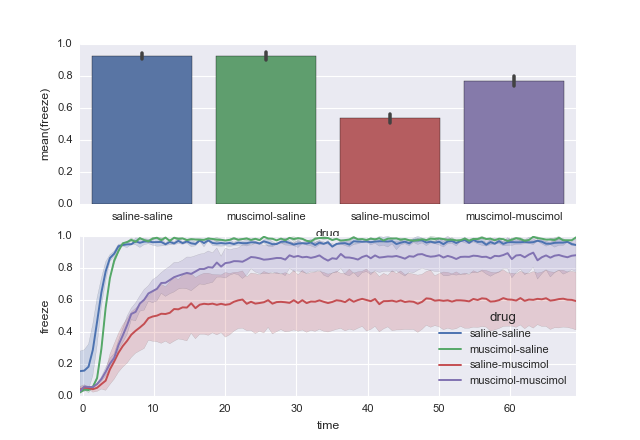 1.0
0.8
0.6
0.4
0.2
0.0
mean(freeze)
saline-saline muscimol-saline saline-muscimol muscimol-muscimol
drug
1.0
0.8
0.6
0.4
0.2
0.0
freeze
drug
saline-saline
muscimol-saline
saline-muscimol
muscimol-muscimol
0 10 20 30 40 50 60
time